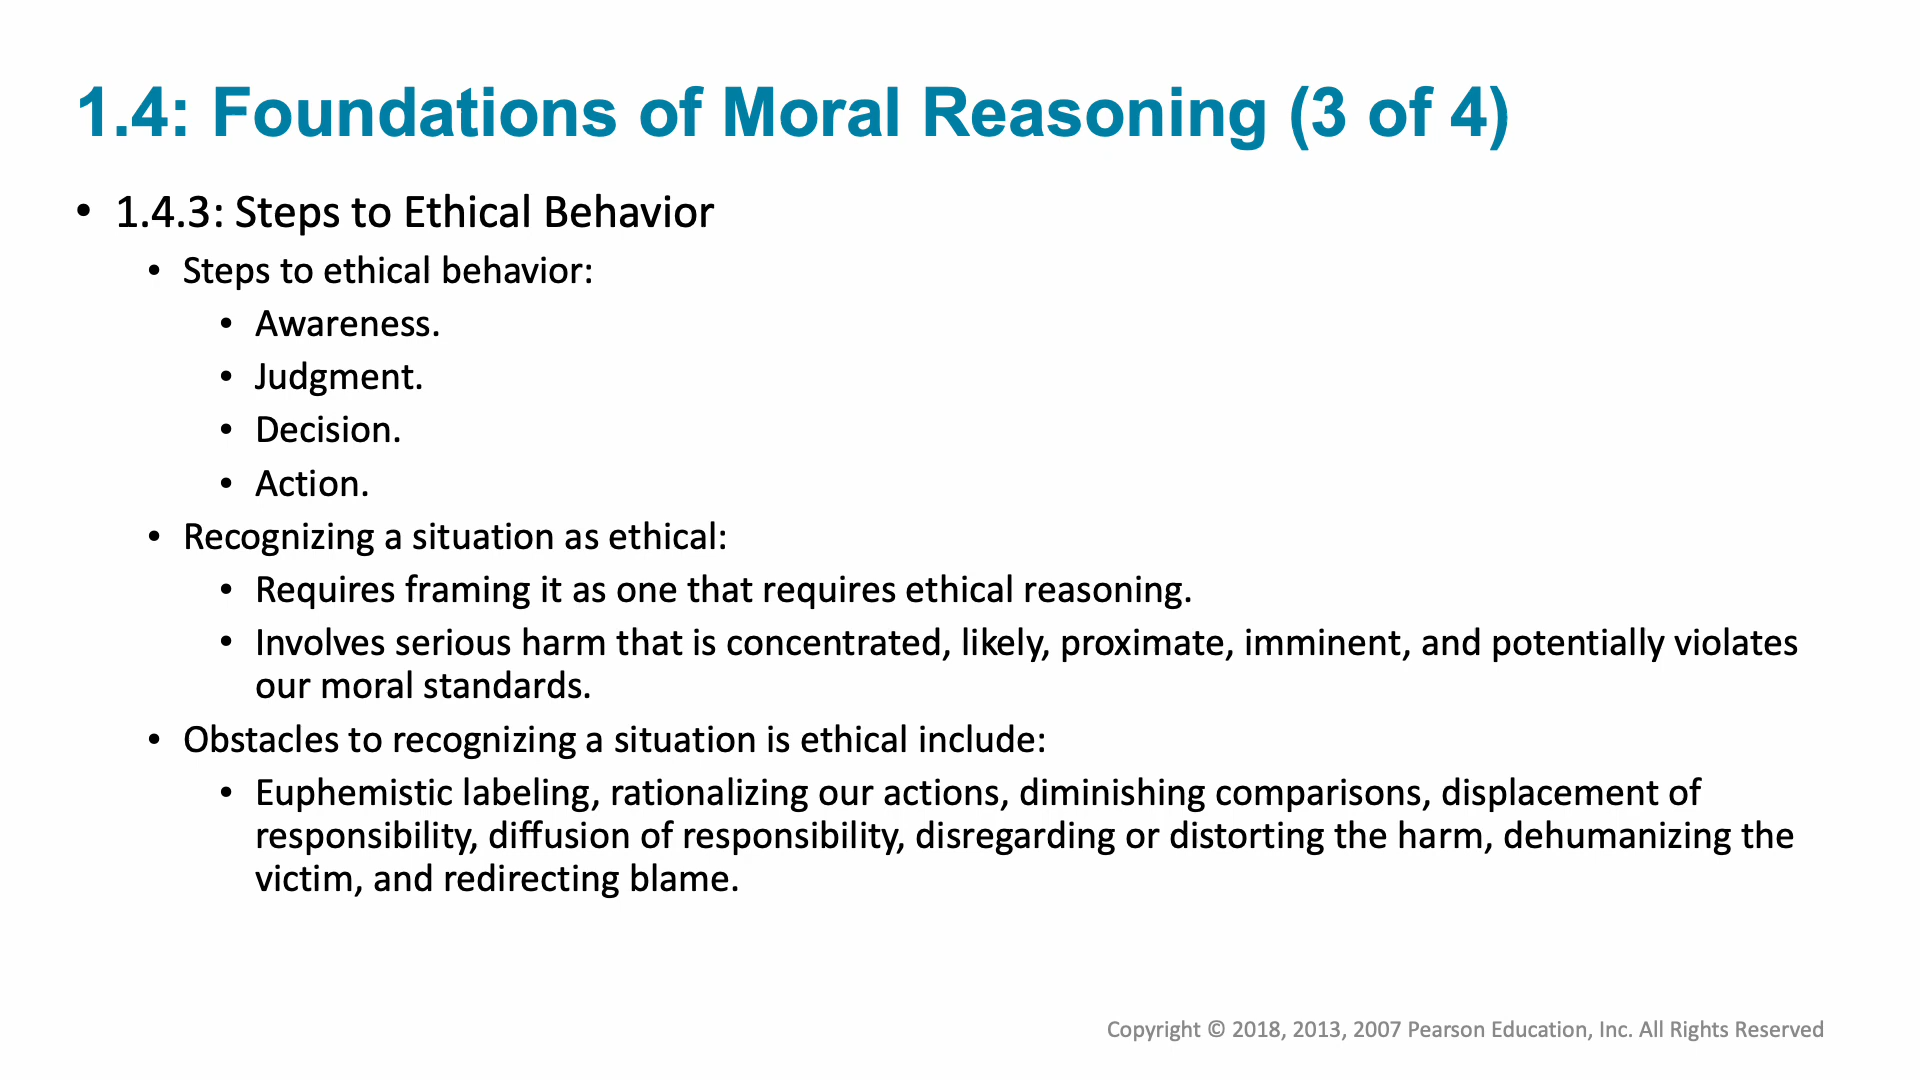 1.4: Foundations of Moral Reasoning (3 of 4)
• 1.4.3: Steps to Ethical Behavior
• Steps to ethical behavior:
• Awareness.
• Judgment.
• Decision.
• Action.
• Recognizing a situation as ethical:
• Requires framing it as one that requires ethical reasoning.
• Involves serious harm that is concentrated, likely, proximate, imminent, and potentially violates
our moral standards.
• Obstacles to recognizing a situation is ethical include:
• Euphemistic labeling, rationalizing our actions, diminishing comparisons, displacement of
responsibility, diffusion of responsibility, disregarding or distorting the harm, dehumanizing the
victim, and redirecting blame.
Copyright © 2018, 2013, 2007 Pearson Education, Inc. All Rights Reserved